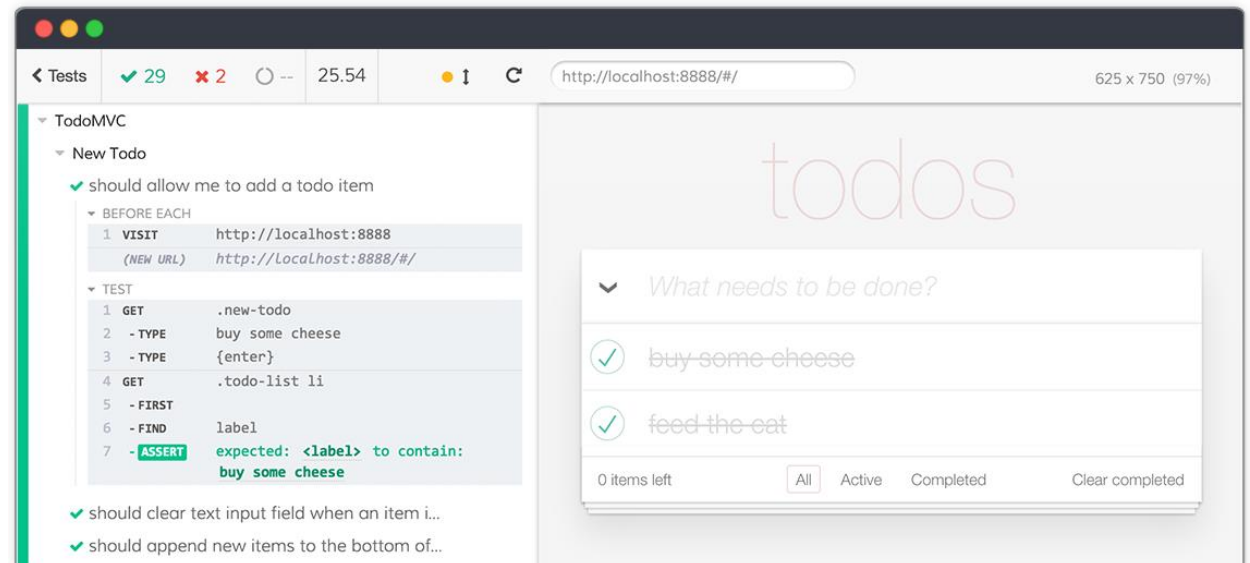 Tests 29 2 -- 25.54 http://localhost:8888/#/ 625 x 750 (97%)
TodoMVC
New Todo
should allow me to add a todo item
BEFORE EACH
1 VISIT http://localhost:8888
(NEW URL) http://localhost:8888/#/
TEST
1 GET .new-todo
2 - TYPE buy some cheese
3 - TYPE {enter}
4 GET .todo-list li
5 - FIRST
6 - FIND label
7 - ASSERT expected: <label> to contain:
buy some cheese
should clear text input field when an item i...
should append new items to the bottom of...
todos
What needs to be done?
buy some cheese
feed the cat
0 items left All Active Completed Clear completed